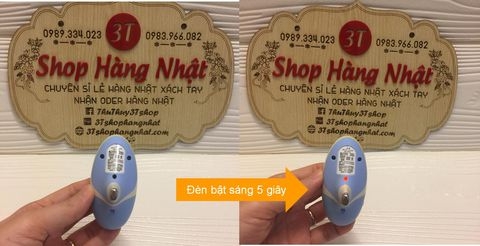 0989.334.023
3T
0983.966.082
Shop Hàng Nhật
CHUYÊN SỈ LẺ HÀNG NHẬT XÁCH TAY
NHẬN ODER HÀNG NHẬT
ThuThuy3Tshop
3Tshophangnhat
3Tshophangnhat.com
0989.334.023
3T
0983.966.082
Shop Hàng Nhật
CHUYÊN SỈ LẺ HÀNG NHẬT XÁCH TAY
NHẬN ODER HÀNG NHẬT
ThuThuy3Tshop
3Tshophangnhat
3Tshophangnhat.com
Đén bật sáng 5 giây